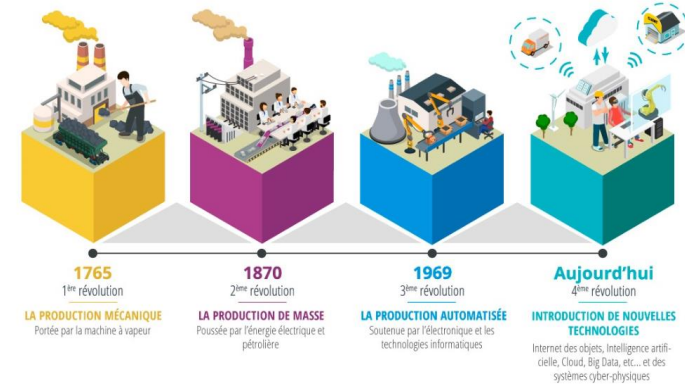 1765
1ère révolution
LA PRODUCTION MÉCANIQUE
Portée par la machine à vapeur
1870
2ème révolution
LA PRODUCTION DE MASSE
Poussée par l'énergie électrique et
pétrolière
1969
3ème révolution
LA PRODUCTION AUTOMATISÉE
Soutenue par l'électronique et les
technologies informatiques
Aujourd'hui
4ème révolution
INTRODUCTION DE NOUVELLES
TECHNOLOGIES
Internet des objets, Intelligence artifi-
cielle, Cloud, Big Data, etc... et des
systèmes cyber-physiques